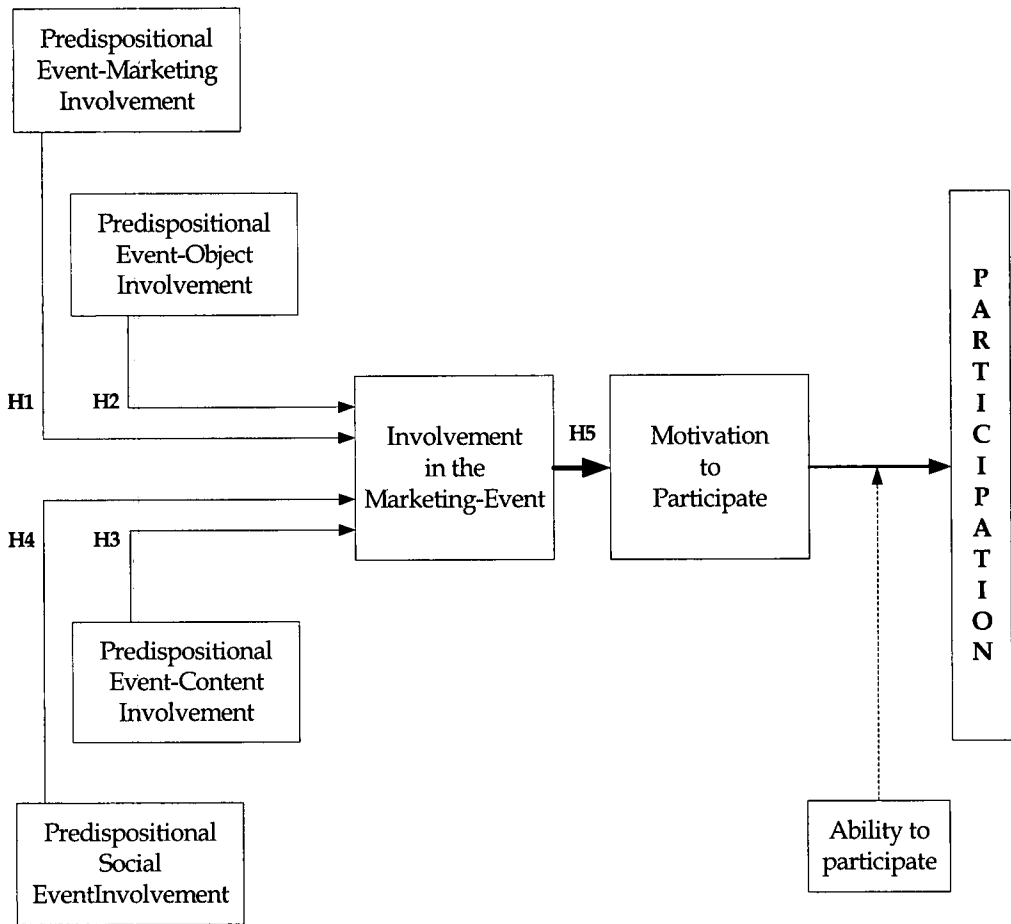 Predispositional
Event-Marketing
Involvement
Predispositional
Event-Object
Involvement
H1
H2
Involvement
in the
Marketing-Event
H5
Motivation
to
Participate
PARTICIPATION
H4
H3
Predispositional
Event-Content
Involvement
Predispositional
Social
EventInvolvement
Ability to
participate